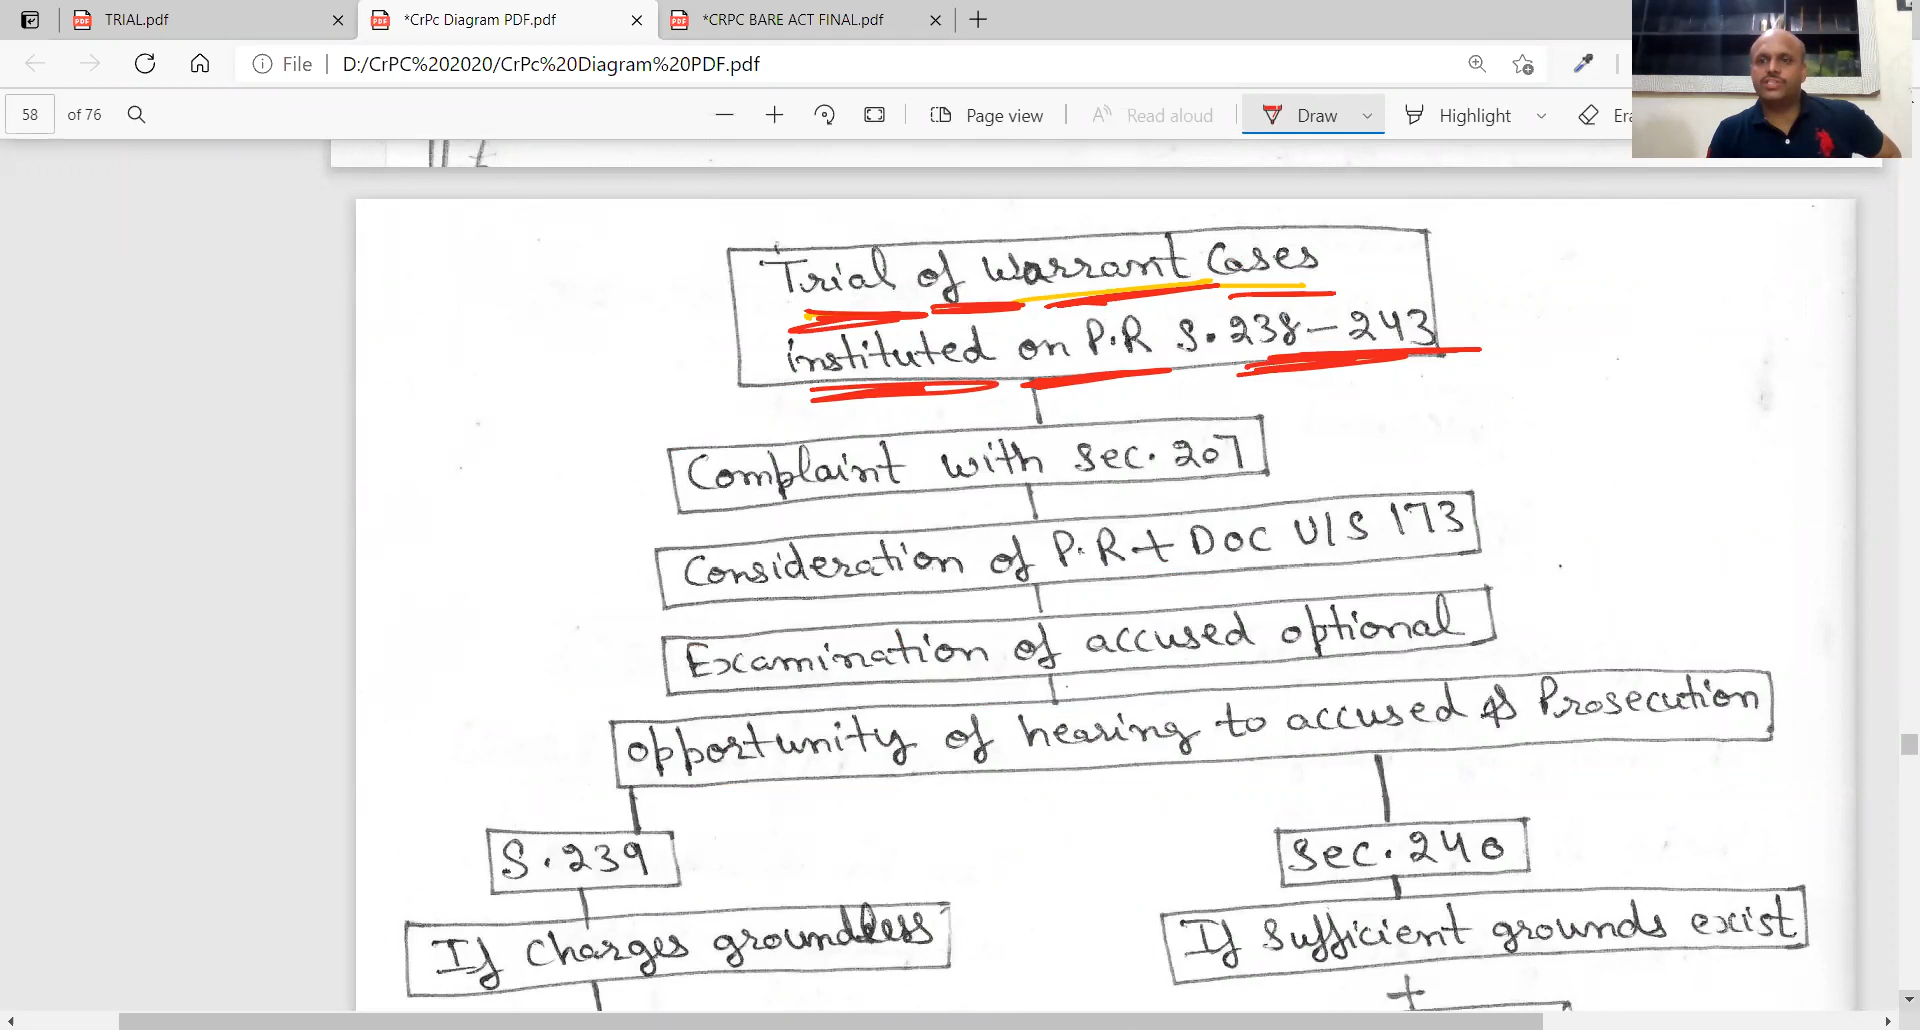 TRIAL.pdf
*CrPc Diagram PDF.pdf
*CRPC BARE ACT FINAL.pdf
File
D:/CrPC%202020/CrPc%20Diagram%20PDF.pdf
58 of 76
Page view
Read aloud
Draw
Highlight
Era
Trial of Warrant Cases
instituted on P.R S.238-243
Complaint with sec.207
Consideration of P.R + DOC U/S 173
Examination of accused optional
opportunity of hearing to accused & Prosecution
S.239
Sec.240
If charges groundless
If sufficient grounds exist